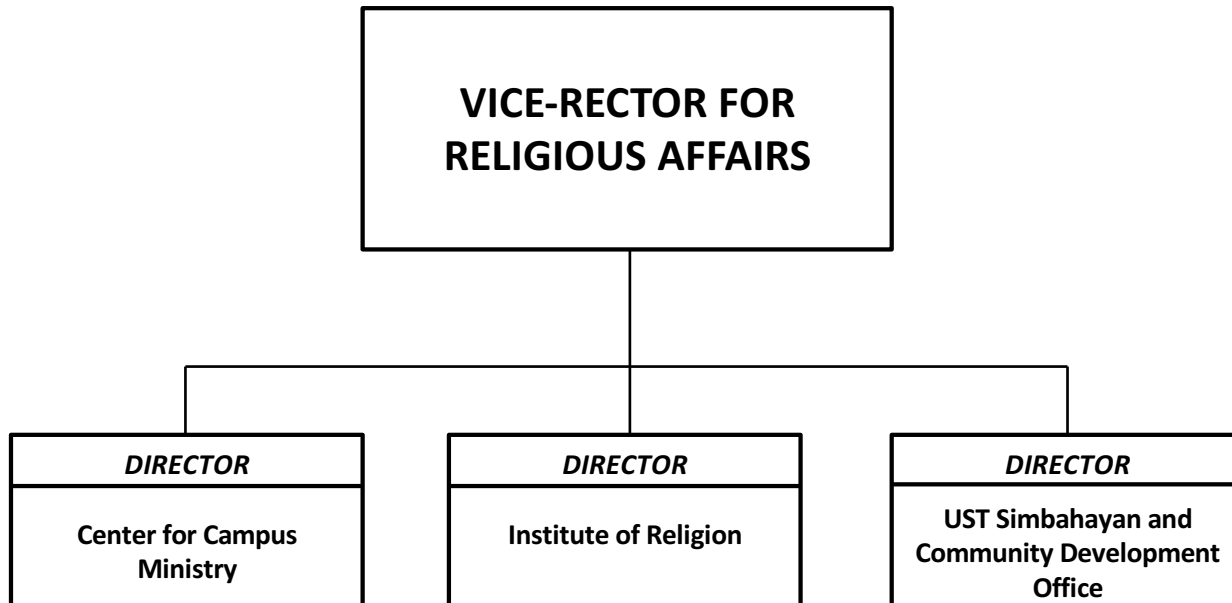 VICE-RECTOR FOR
RELIGIOUS AFFAIRS
DIRECTOR
Center for Campus
Ministry
DIRECTOR
Institute of Religion
DIRECTOR
UST Simbahayan and
Community Development
Office